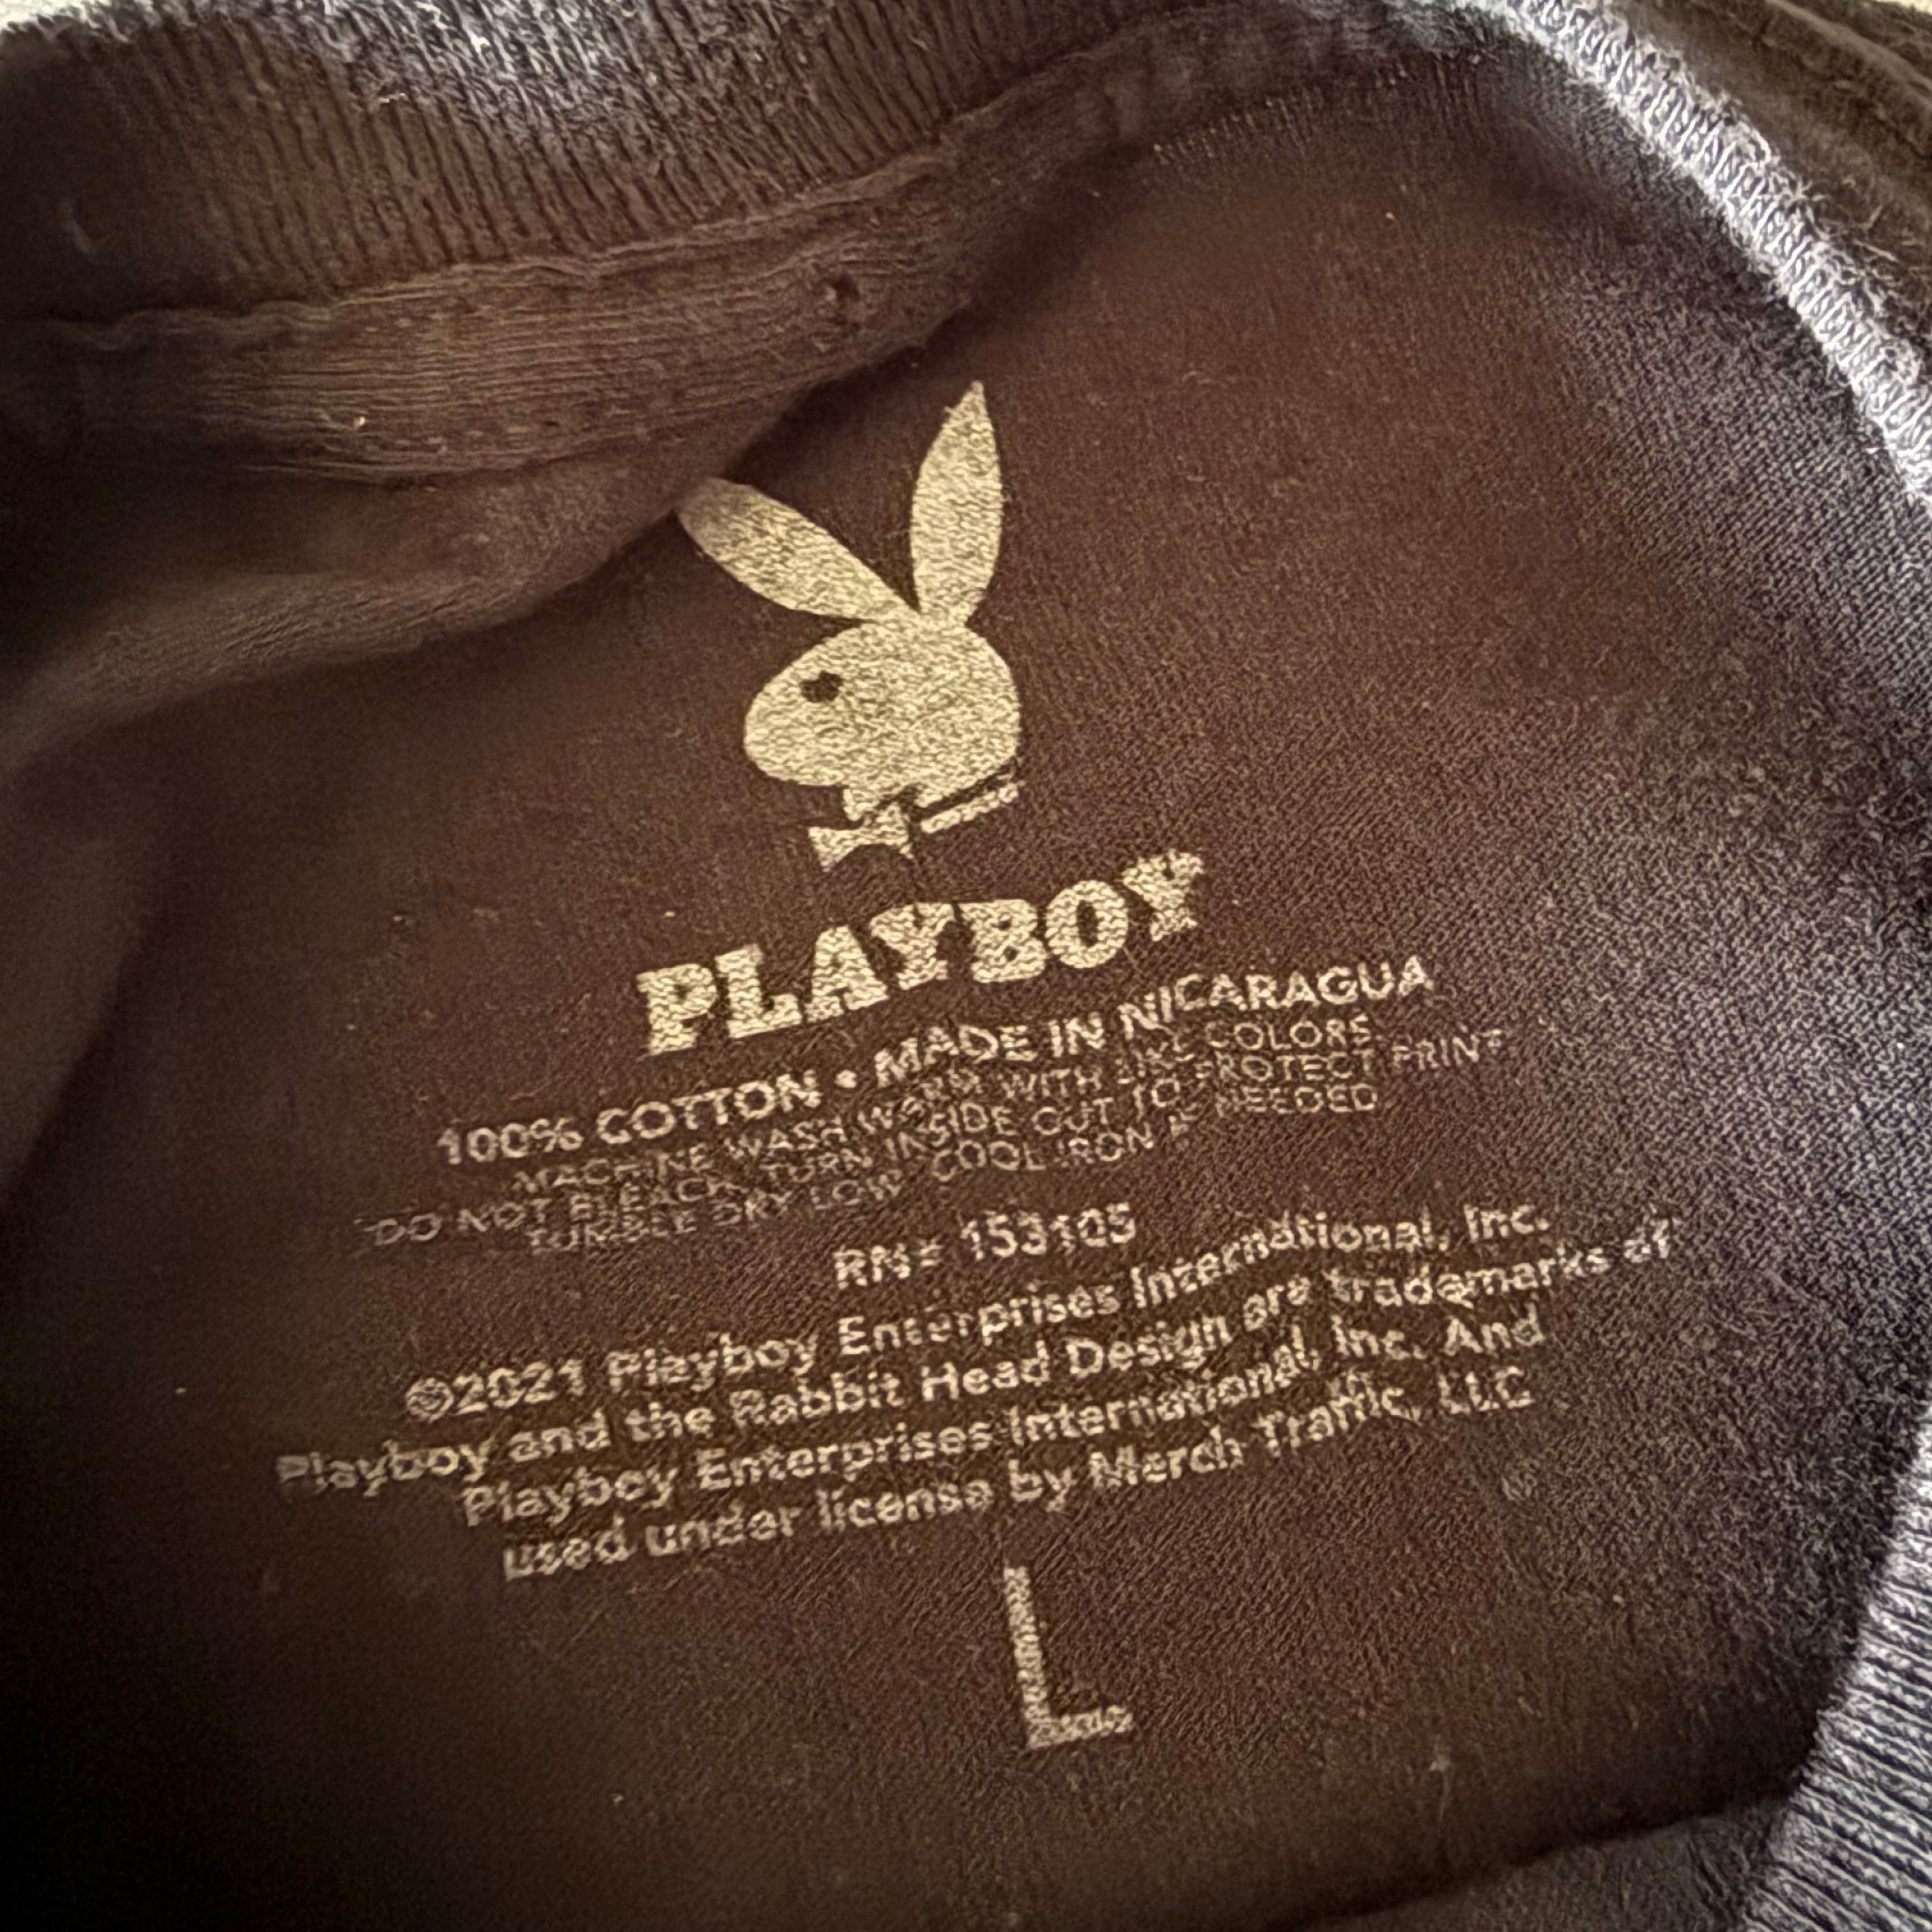 PLAYBOY
100% COTTON • MADE IN NICARAGUA
MACHINE WASH WARM WITH LIKE COLORS
DO NOT BLEACH TURN INSIDE OUT TO PROTECT PRINT
TUMBLE DRY LOW COOL IRON IF NEEDED
RN# 153105
©2021 Playboy Enterprises International, Inc.
Playboy and the Rabbit Head Design are trademarks of
Playboy Enterprises International, Inc. And
used under license by Merch Traffic, LLC
L